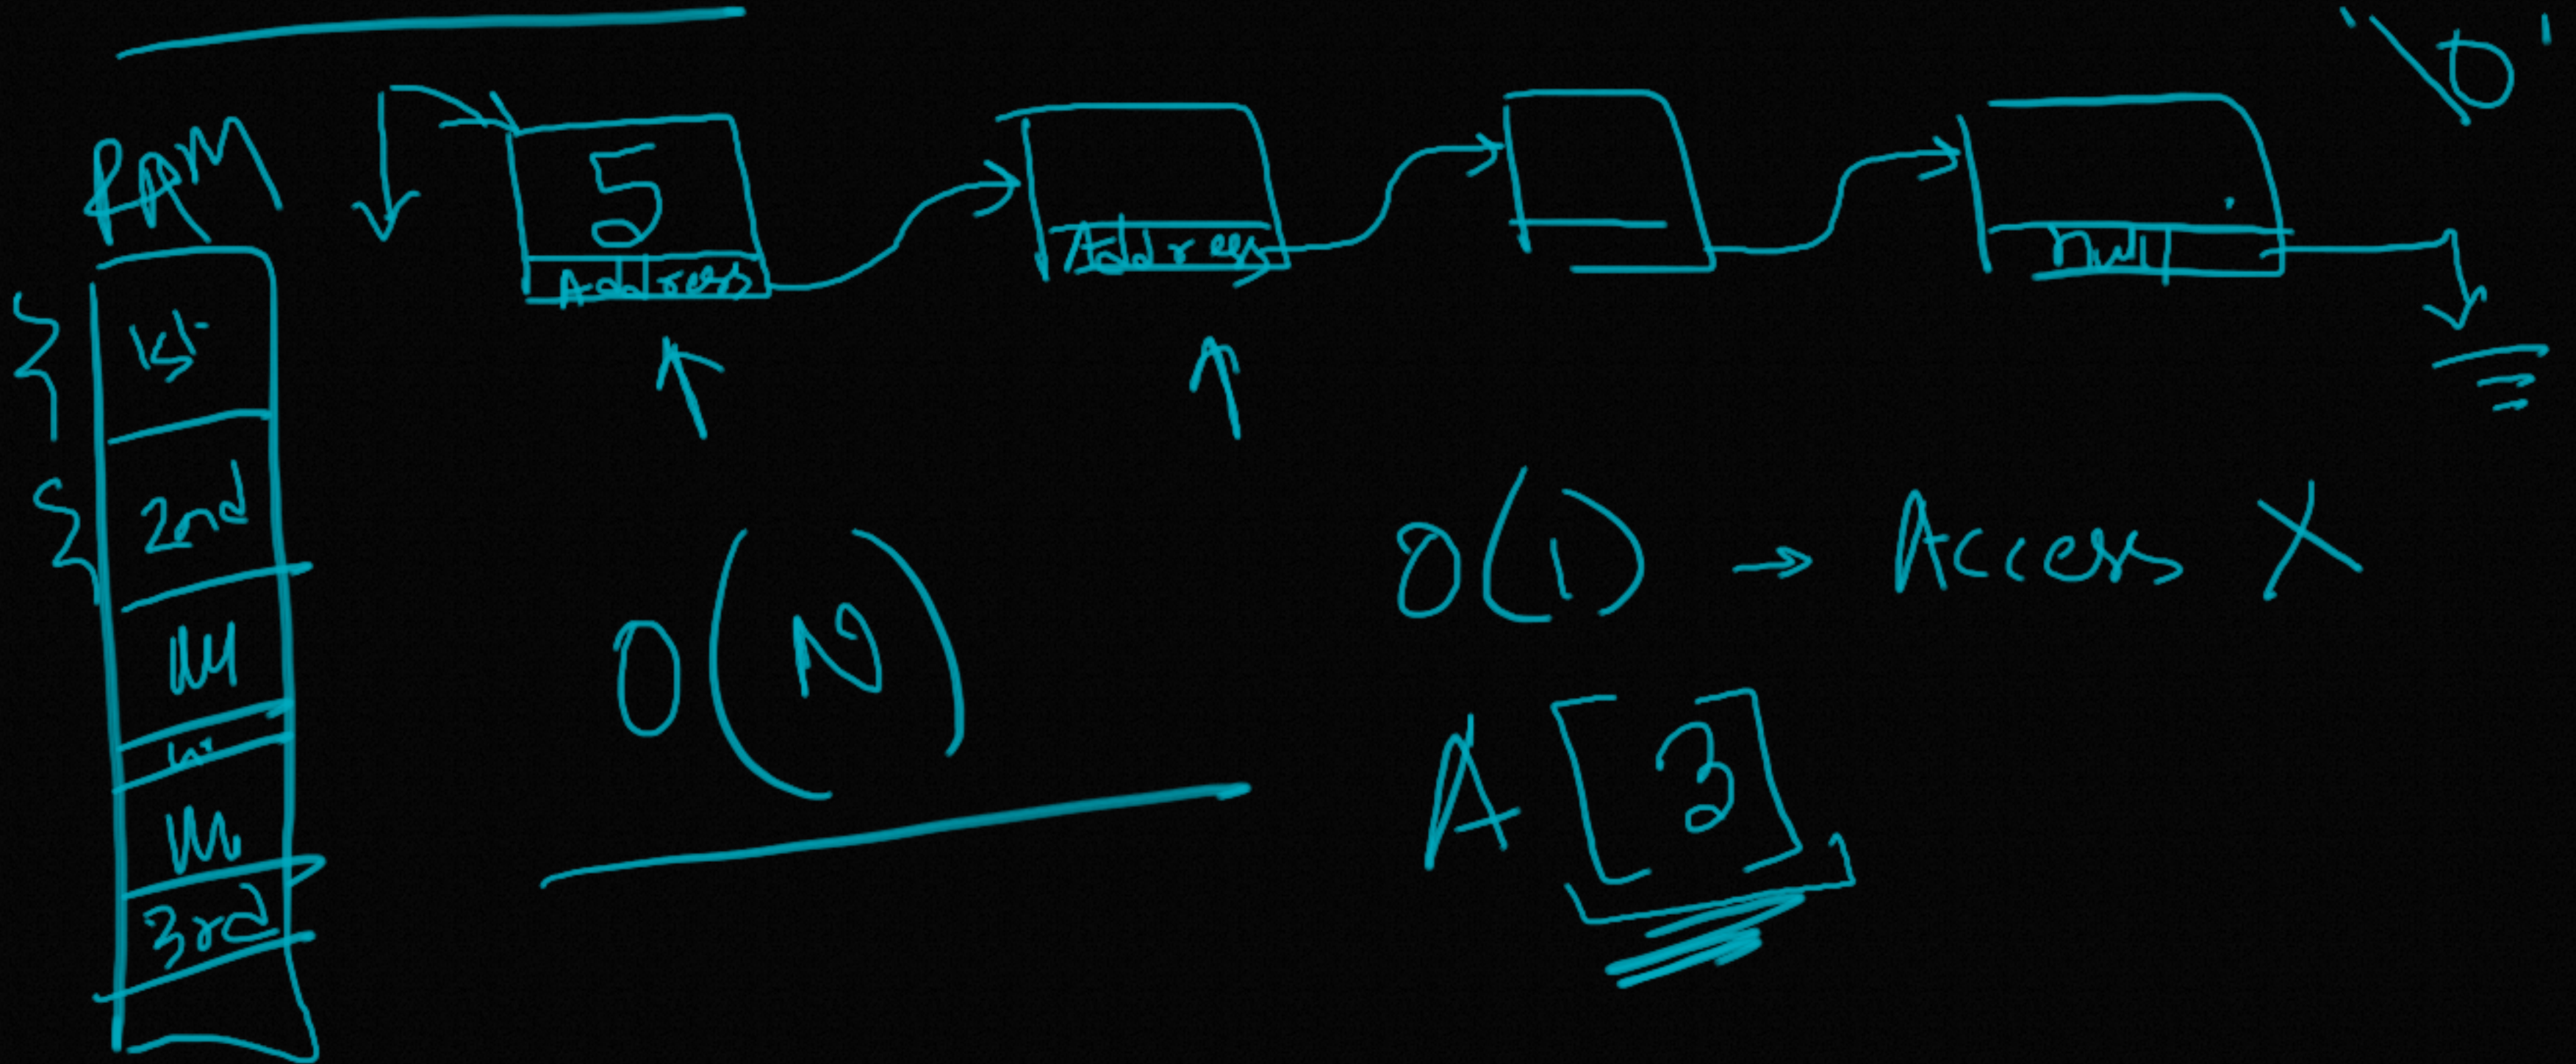 '\0'
RAM
5
Address
Address
null
1st
2nd
O(N)
O(1) → Access X
A[3]
3rd